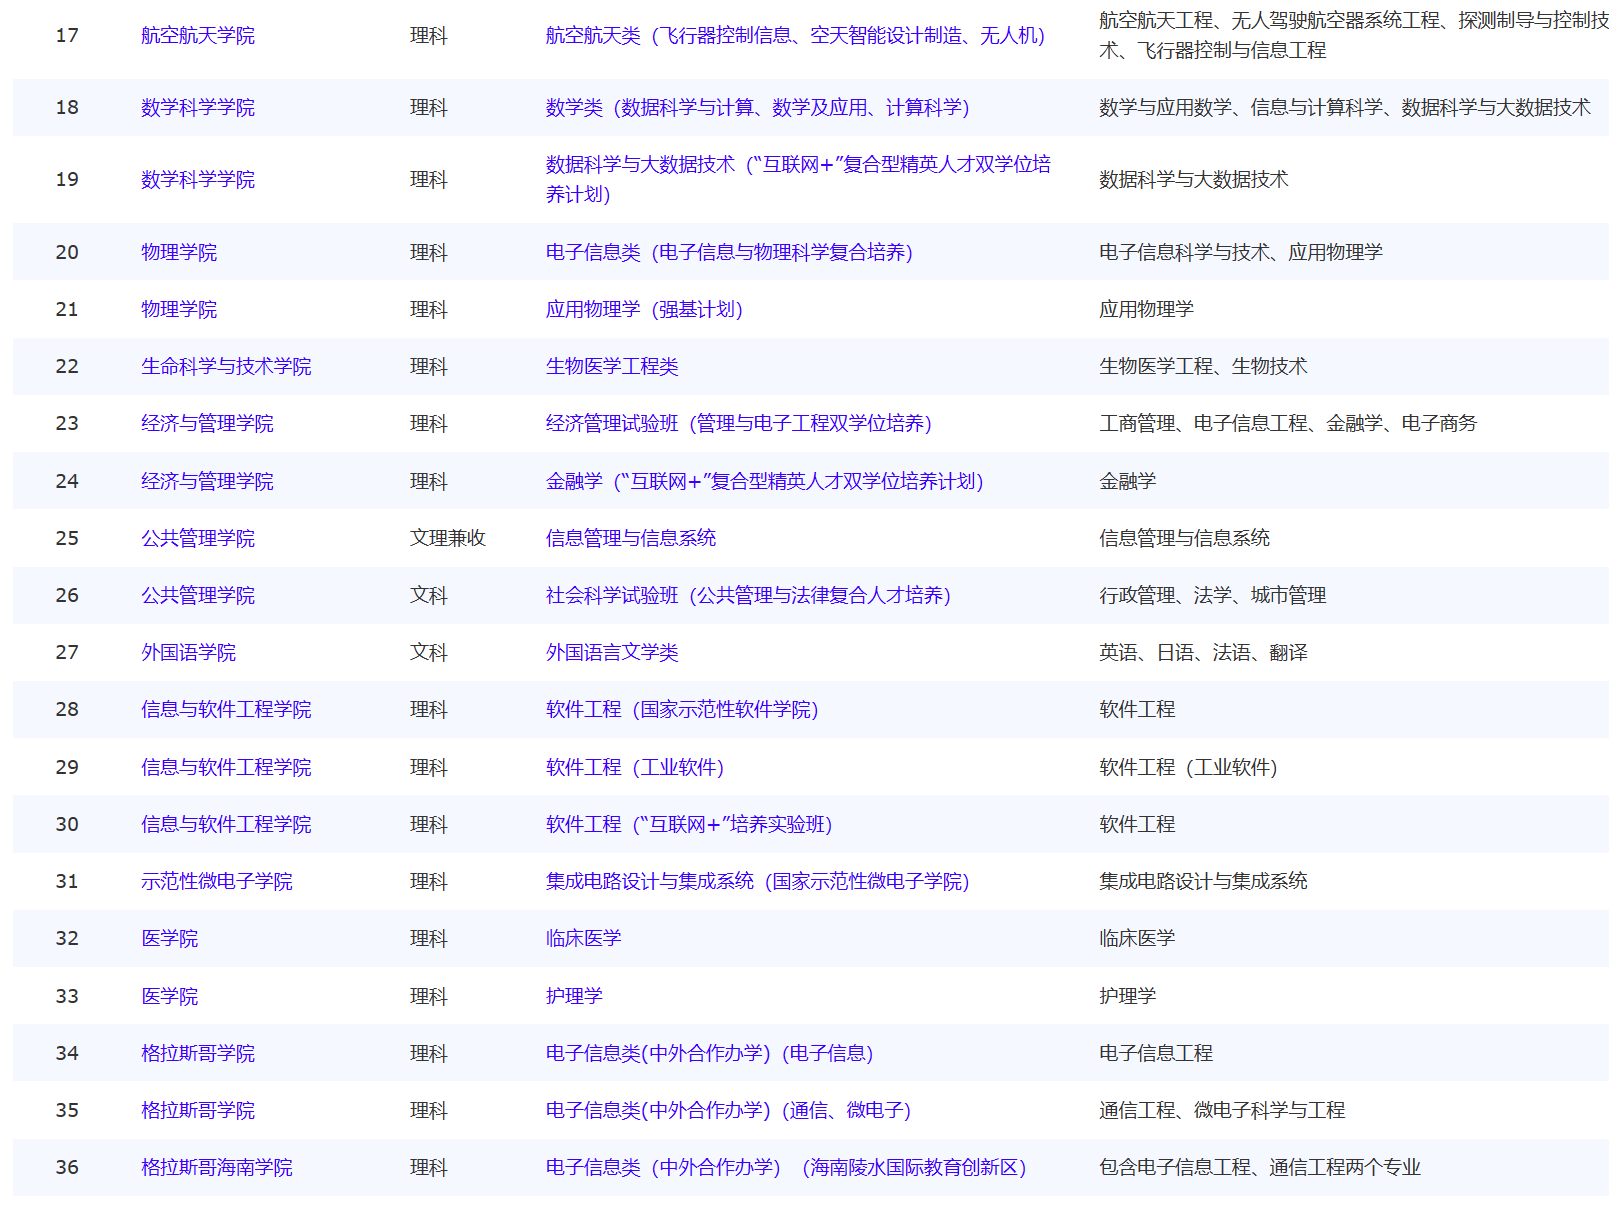 17 航空航天学院 理科 航空航天类（飞行器控制信息、空天智能设计制造、无人机） 航空航天工程、无人驾驶航空器系统工程、探测制导与控制技
术、飞行器控制与信息工程
18 数学科学学院 理科 数学类（数据科学与计算、数学及应用、计算科学） 数学与应用数学、信息与计算科学、数据科学与大数据技术
19 数学科学学院 理科 数据科学与大数据技术（“互联网+”复合型精英人才双学位培 数据科学与大数据技术
养计划）
20 物理学院 理科 电子信息类（电子信息与物理科学复合培养） 电子信息科学与技术、应用物理学
21 物理学院 理科 应用物理学（强基计划） 应用物理学
22 生命科学与技术学院 理科 生物医学工程类 生物医学工程、生物技术
23 经济与管理学院 理科 经济管理试验班（管理与电子工程双学位培养） 工商管理、电子信息工程、金融学、电子商务
24 经济与管理学院 理科 金融学（“互联网+”复合型精英人才双学位培养计划） 金融学
25 公共管理学院 文理兼收 信息管理与信息系统 信息管理与信息系统
26 公共管理学院 文科 社会科学试验班（公共管理与法律复合人才培养） 行政管理、法学、城市管理
27 外国语学院 文科 外国语言文学类 英语、日语、法语、翻译
28 信息与软件工程学院 理科 软件工程（国家示范性软件学院） 软件工程
29 信息与软件工程学院 理科 软件工程（工业软件） 软件工程（工业软件）
30 信息与软件工程学院 理科 软件工程（“互联网+”培养实验班） 软件工程
31 示范性微电子学院 理科 集成电路设计与集成系统（国家示范性微电子学院） 集成电路设计与集成系统
32 医学院 理科 临床医学 临床医学
33 医学院 理科 护理学 护理学
34 格拉斯哥学院 理科 电子信息类(中外合作办学)（电子信息） 电子信息工程
35 格拉斯哥学院 理科 电子信息类(中外合作办学)（通信、微电子） 通信工程、微电子科学与工程
36 格拉斯哥海南学院 理科 电子信息类（中外合作办学）（海南陵水国际教育创新区） 包含电子信息工程、通信工程两个专业